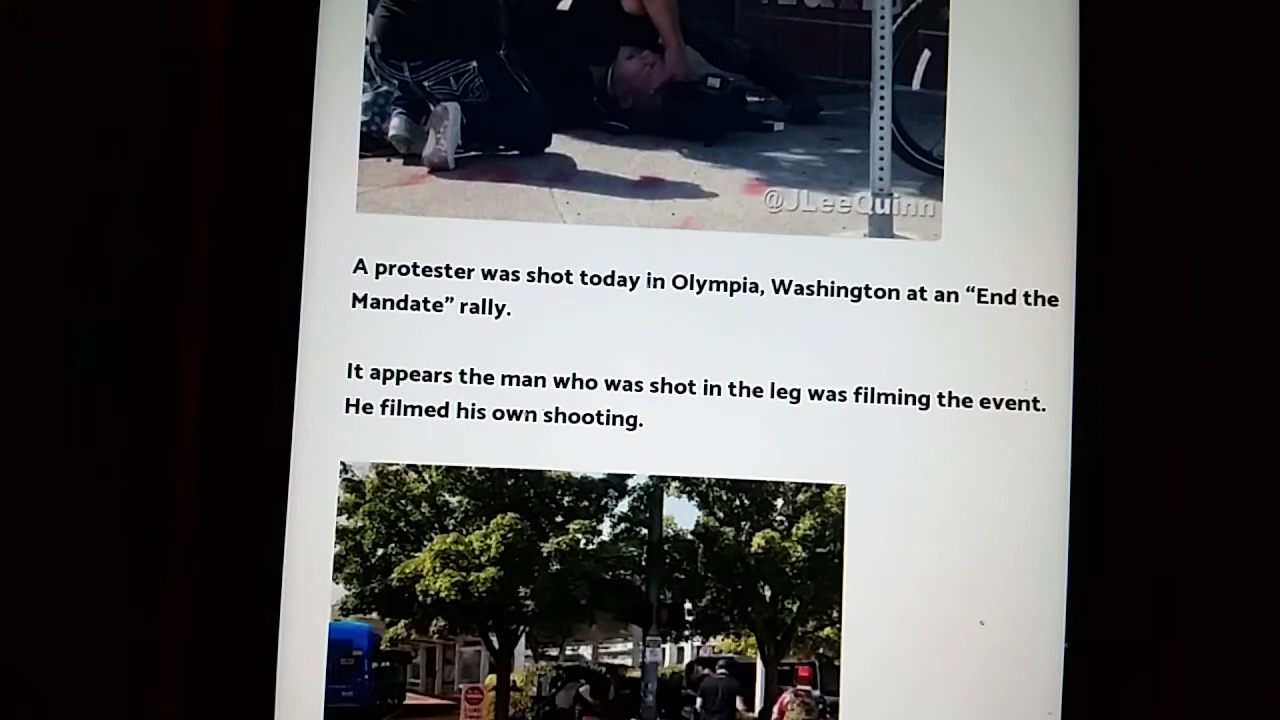 @JLeeQuinn
A protester was shot today in Olympia, Washington at an “End the
Mandate” rally.
It appears the man who was shot in the leg was filming the event.
He filmed his own shooting.